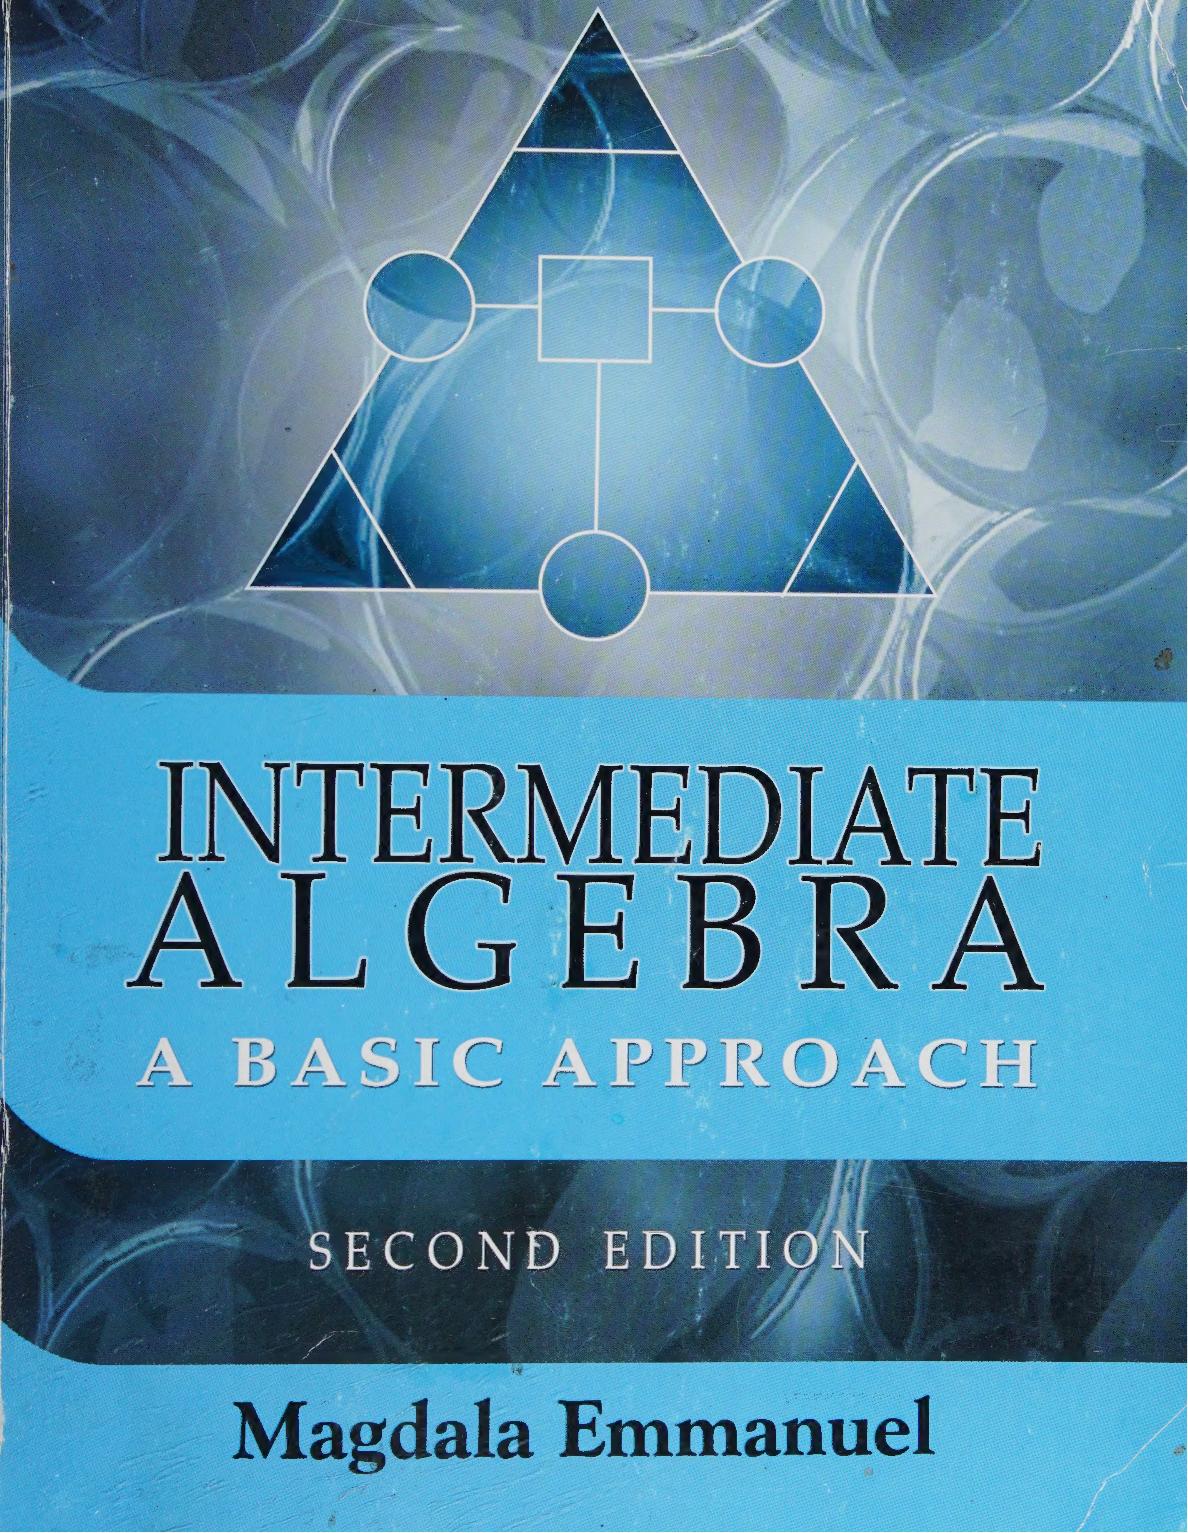 INTERMEDIATE
ALGEBRA
A BASIC APPROACH
SECOND EDITION
Magdala Emmanuel